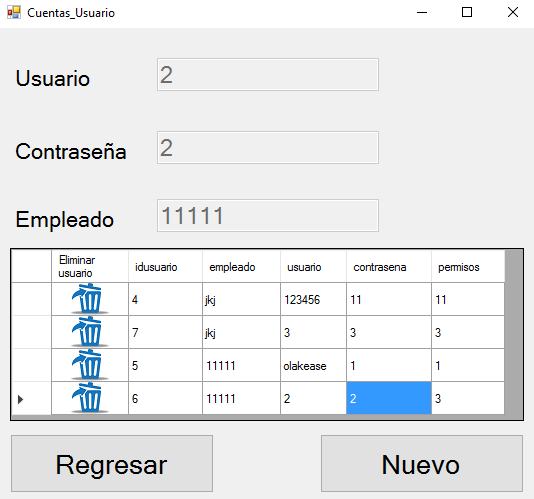 Cuentas_Usuario
Usuario 2
Contraseña 2
Empleado 11111
Eliminar usuario idusuario empleado usuario contrasena permisos
4 jkj 123456 11 11
7 jkj 3 3 3
5 11111 olakease 1 1
6 11111 2 2 3
Regresar Nuevo